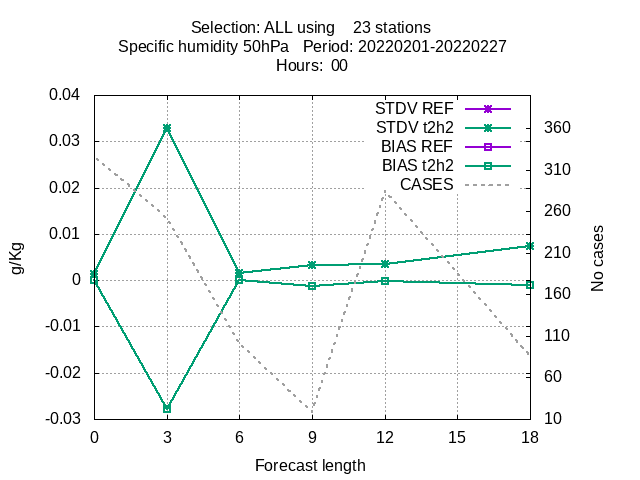 Selection: ALL using    23 stations
Specific humidity 50hPa   Period: 20220201-20220227
Hours:  00
0.04
0.03
0.02
0.01
0
-0.01
-0.02
-0.03
g/Kg
STDV REF
STDV t2h2
BIAS REF
BIAS t2h2
CASES
360
310
260
210
160
110
60
10
No cases
0 3 6 9 12 15 18
Forecast length